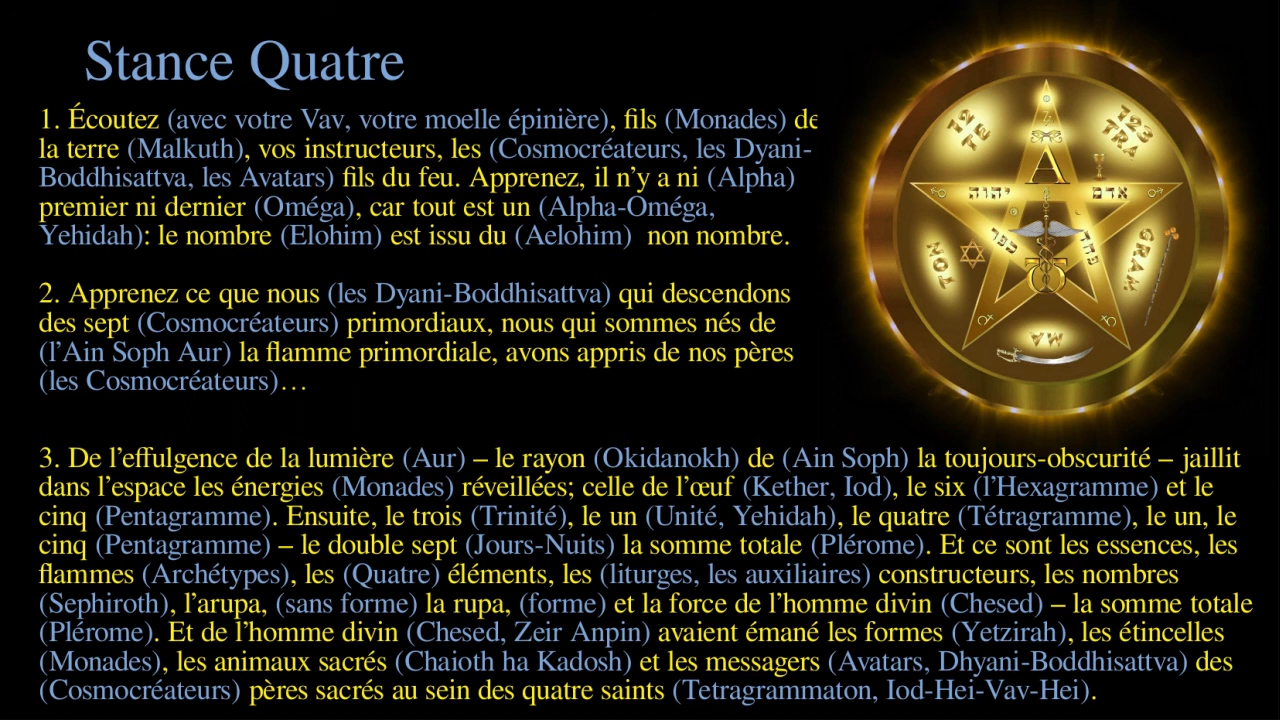 Stance Quatre
1. Écoutez (avec votre Vav, votre moelle épinière), fils (Monades) de
la terre (Malkuth), vos instructeurs, les (Cosmocréateurs, les Dyani-
Boddhisattva, les Avatars) fils du feu. Apprenez, il n’y a ni (Alpha)
premier ni dernier (Oméga), car tout est un (Alpha-Oméga,
Yehidah): le nombre (Elohim) est issu du (Aelohim)  non nombre.
2. Apprenez ce que nous (les Dyani-Boddhisattva) qui descendons
des sept (Cosmocréateurs) primordiaux, nous qui sommes nés de
(l’Ain Soph Aur) la flamme primordiale, avons appris de nos pères
(les Cosmocréateurs)…
3. De l’effulgence de la lumière (Aur) – le rayon (Okidanokh) de (Ain Soph) la toujours-obscurité – jaillit
dans l’espace les énergies (Monades) réveillées; celle de l’œuf (Kether, Iod), le six (l’Hexagramme) et le
cinq (Pentagramme). Ensuite, le trois (Trinité), le un (Unité, Yehidah), le quatre (Tétragramme), le un, le
cinq (Pentagramme) – le double sept (Jours-Nuits) la somme totale (Plérome). Et ce sont les essences, les
flammes (Archétypes), les (Quatre) éléments, les (liturges, les auxiliaires) constructeurs, les nombres
(Sephiroth), l’arupa, (sans forme) la rupa, (forme) et la force de l’homme divin (Chesed) – la somme totale
(Plérome). Et de l’homme divin (Chesed, Zeir Anpin) avaient émané les formes (Yetzirah), les étincelles
(Monades), les animaux sacrés (Chaioth ha Kadosh) et les messagers (Avatars, Dhyani-Boddhisattva) des
(Cosmocréateurs) pères sacrés au sein des quatre saints (Tetragrammaton, Iod-Hei-Vav-Hei).
A
יהוה
אדם
TE
TRA
GRAM
TON